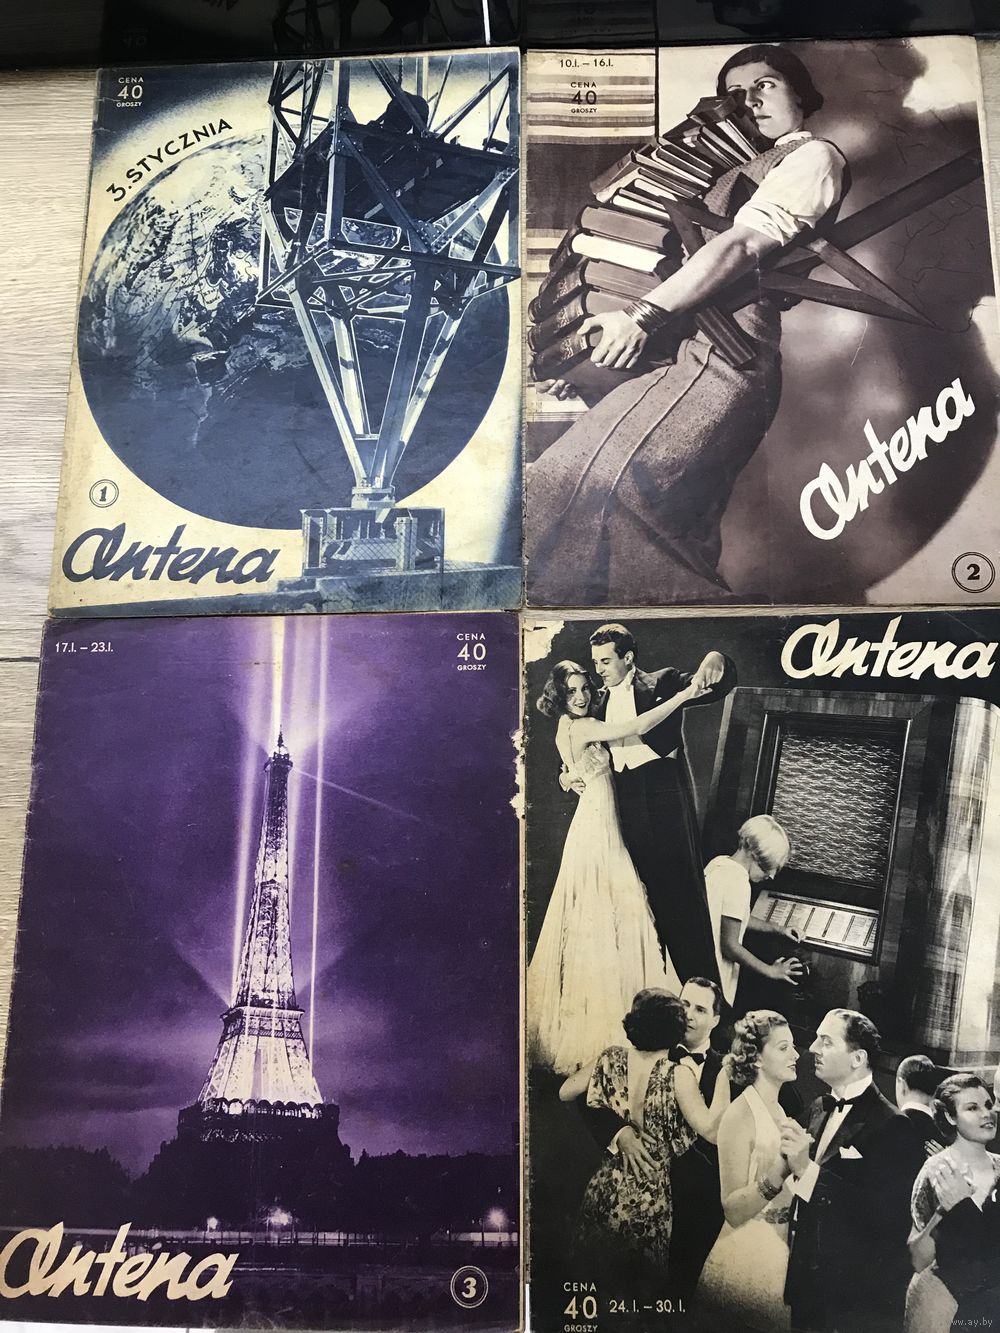 CENA
40
GROSZY
3. STYCZNIA
1
Antena
10.I. – 16.I.
CENA
40
GROSZY
Antena
2
17.I. – 23.I.
CENA
40
GROSZY
Antena
3
Antena
CENA
40
GROSZY
24. I. – 30. I.
www.ay.by